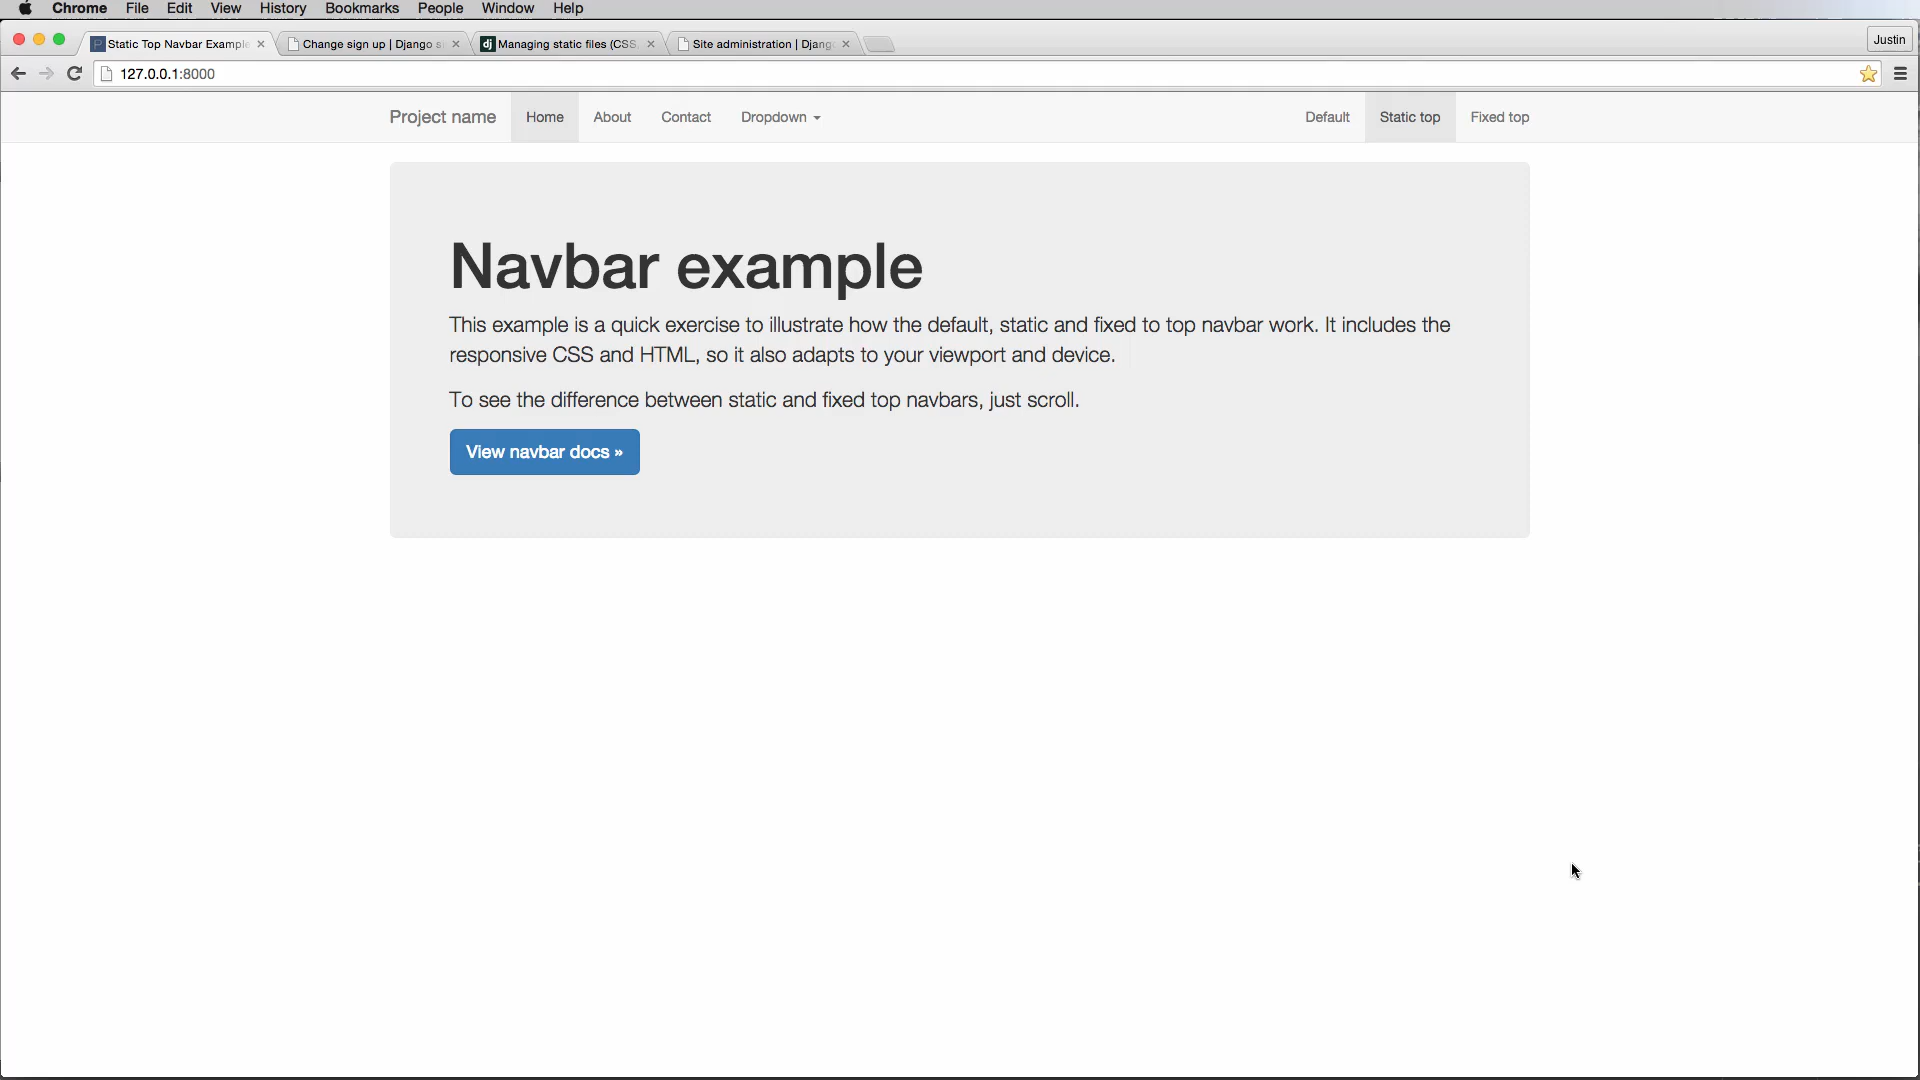 Chrome File Edit View History Bookmarks People Window Help
Static Top Navbar Example Change sign up | Django s dj Managing static files (CSS, Site administration | Django Justin
127.0.0.1:8000
Project name Home About Contact Dropdown Default Static top Fixed top
Navbar example
This example is a quick exercise to illustrate how the default, static and fixed to top navbar work. It includes the
responsive CSS and HTML, so it also adapts to your viewport and device.
To see the difference between static and fixed top navbars, just scroll.
View navbar docs »